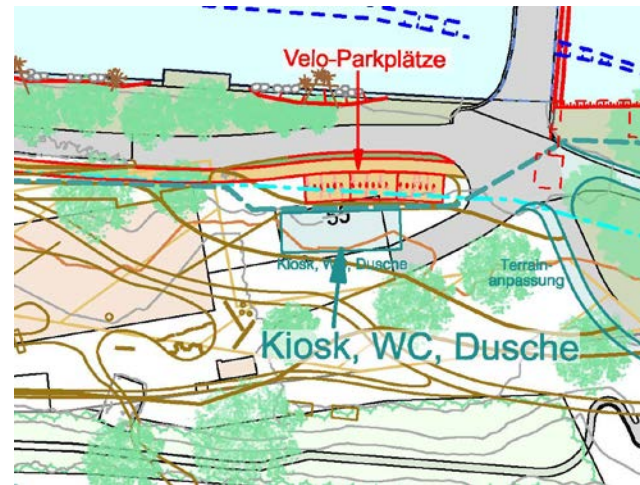 Velo-Parkplätze
55
Kiosk, WC, Dusche
Terrain-
anpassung
Kiosk, WC, Dusche